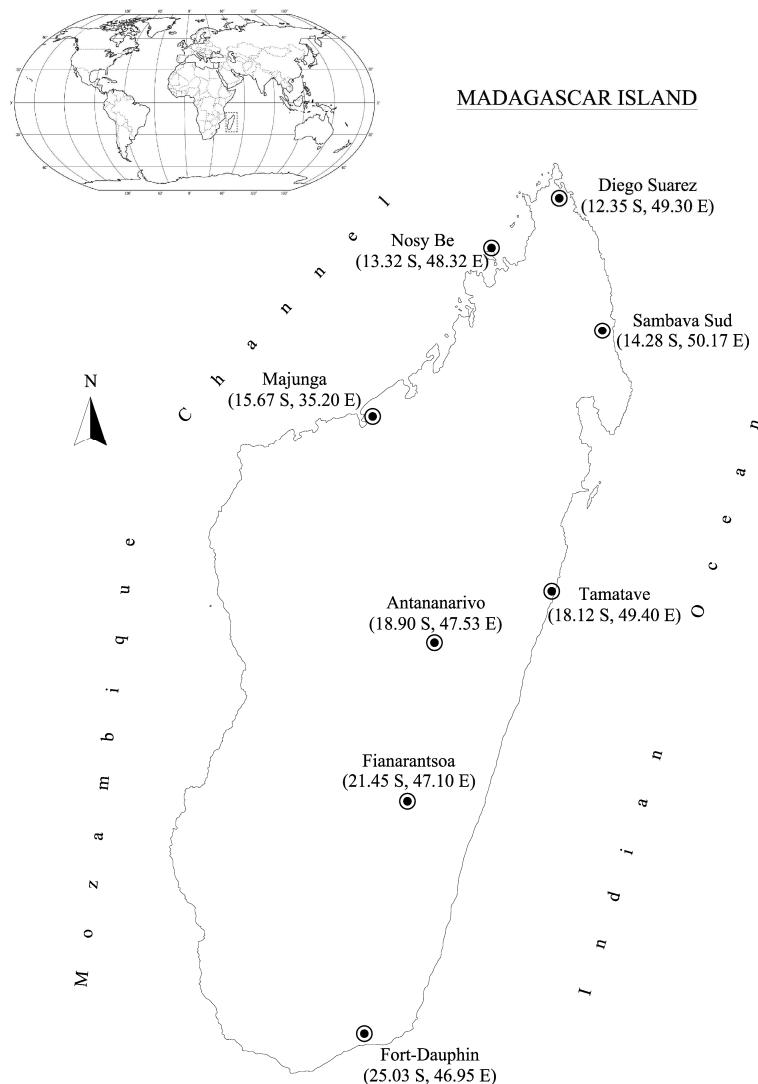 MADAGASCAR ISLAND
Diego Suarez
(12.35 S, 49.30 E)
Nosy Be
(13.32 S, 48.32 E)
Sambava Sud
(14.28 S, 50.17 E)
N
Majunga
(15.67 S, 35.20 E)
Tamatave
(18.12 S, 49.40 E)
Antananarivo
(18.90 S, 47.53 E)
Fianarantsoa
(21.45 S, 47.10 E)
Fort-Dauphin
(25.03 S, 46.95 E)
Mozambique Channel
Indian Ocean